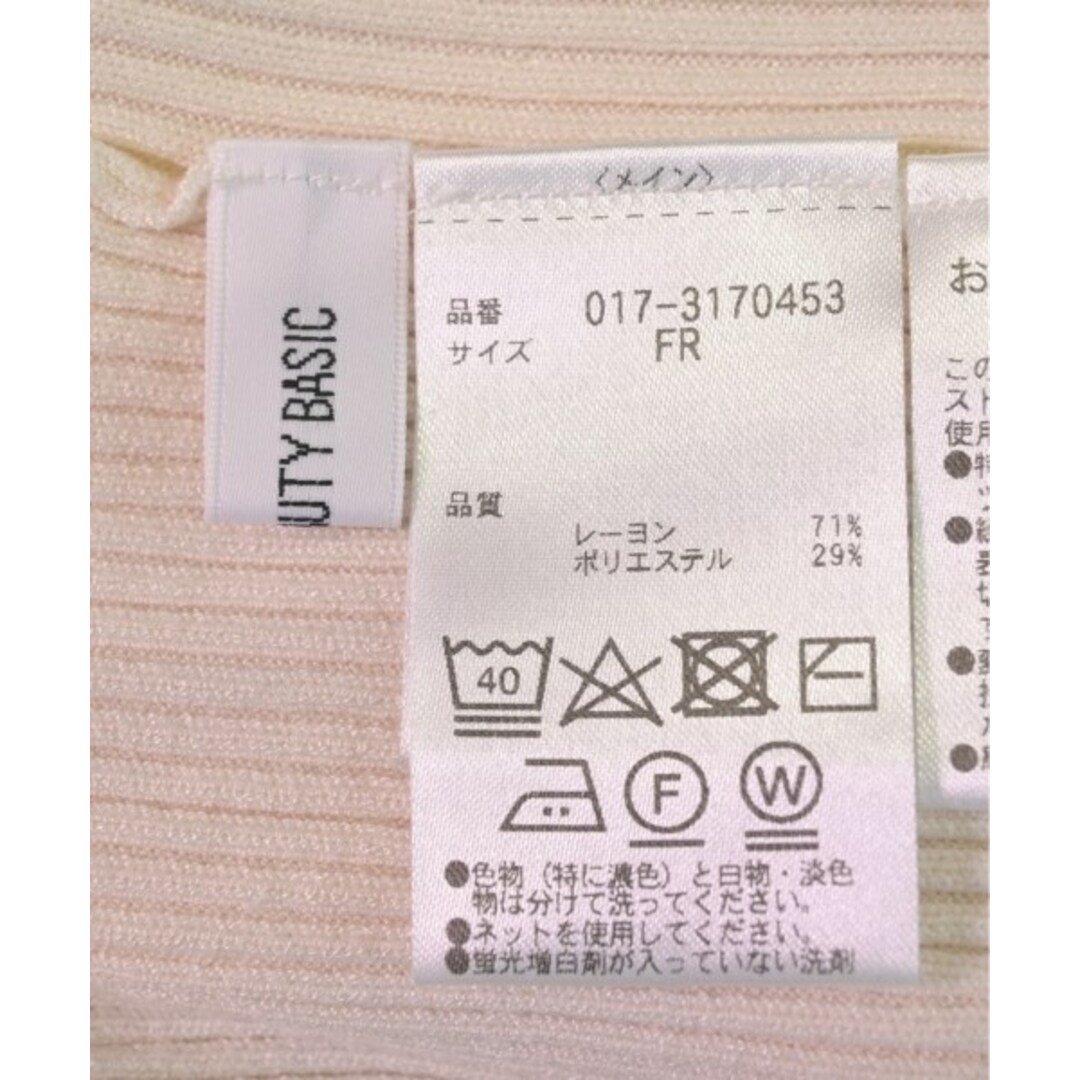 BASIC
〈メイン〉
品番 017-3170453
サイズ FR
品質
レーヨン 71%
ポリエステル 29%
40
F W
●色物（特に濃色）と白物・淡色
物は分けて洗ってください。
●ネットを使用してください。
●蛍光増白剤が入っていない洗剤
お
この
使用